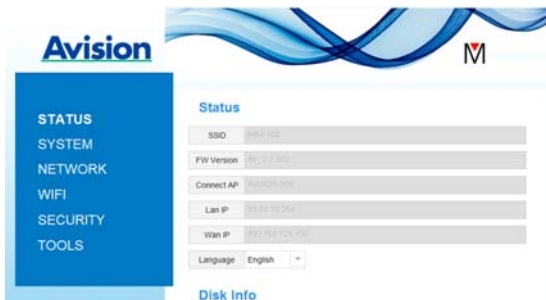 Avision
M
STATUS
SYSTEM
NETWORK
WIFI
SECURITY
TOOLS
Status
SSID
FW Version
Connect AP
Lan IP
Wan IP
Language English
Disk Info